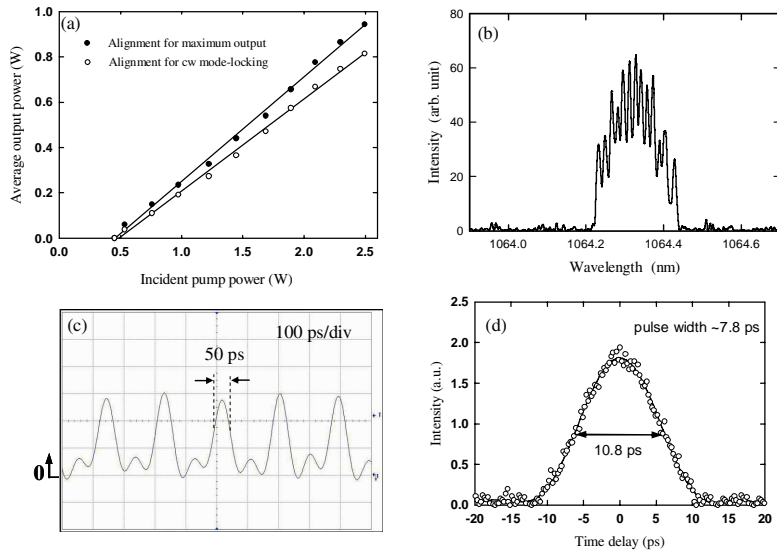 (a)
Alignment for maximum output
Alignment for cw mode-locking
Average output power (W)
1.0
0.8
0.6
0.4
0.2
0.0
0.0 0.5 1.0 1.5 2.0 2.5
Incident pump power (W)
(b)
Intensity (arb. unit)
80
60
40
20
0
1064.0 1064.2 1064.4 1064.6
Wavelength (nm)
(c)
100 ps/div
50 ps
0
(d)
pulse width ~7.8 ps
10.8 ps
Intensity (a.u.)
2.5
2.0
1.5
1.0
0.5
0.0
-20 -15 -10 -5 0 5 10 15 20
Time delay (ps)